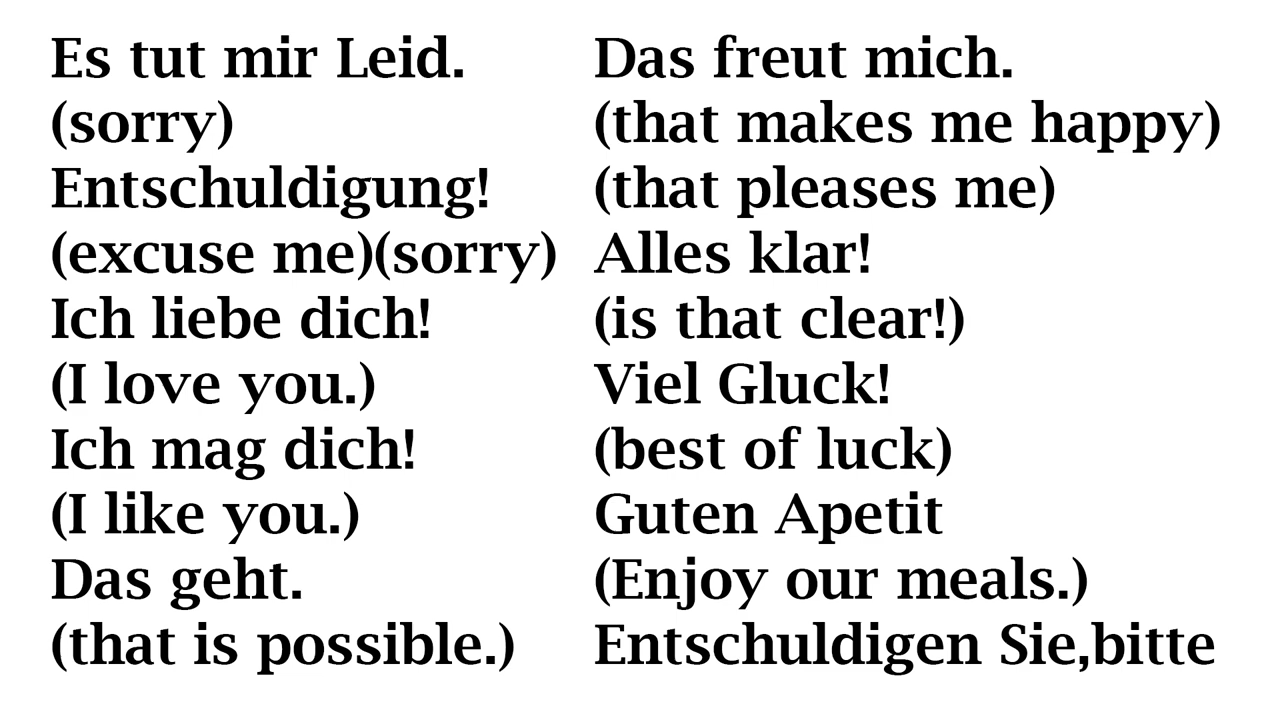 Es tut mir Leid.
(sorry)
Entschuldigung!
(excuse me)(sorry)
Ich liebe dich!
(I love you.)
Ich mag dich!
(I like you.)
Das geht.
(that is possible.)
Das freut mich.
(that makes me happy)
(that pleases me)
Alles klar!
(is that clear!)
Viel Gluck!
(best of luck)
Guten Apetit
(Enjoy our meals.)
Entschuldigen Sie,bitte